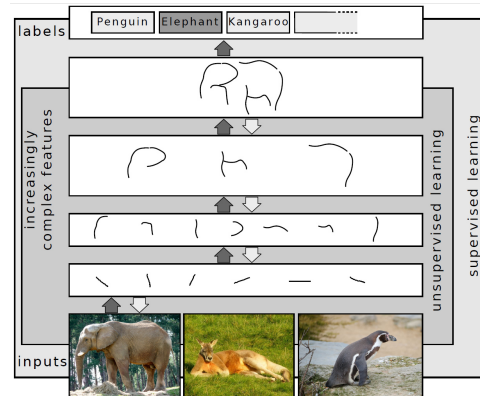 labels
Penguin
Elephant
Kangaroo
increasingly
complex features
unsupervised learning
supervised learning
inputs